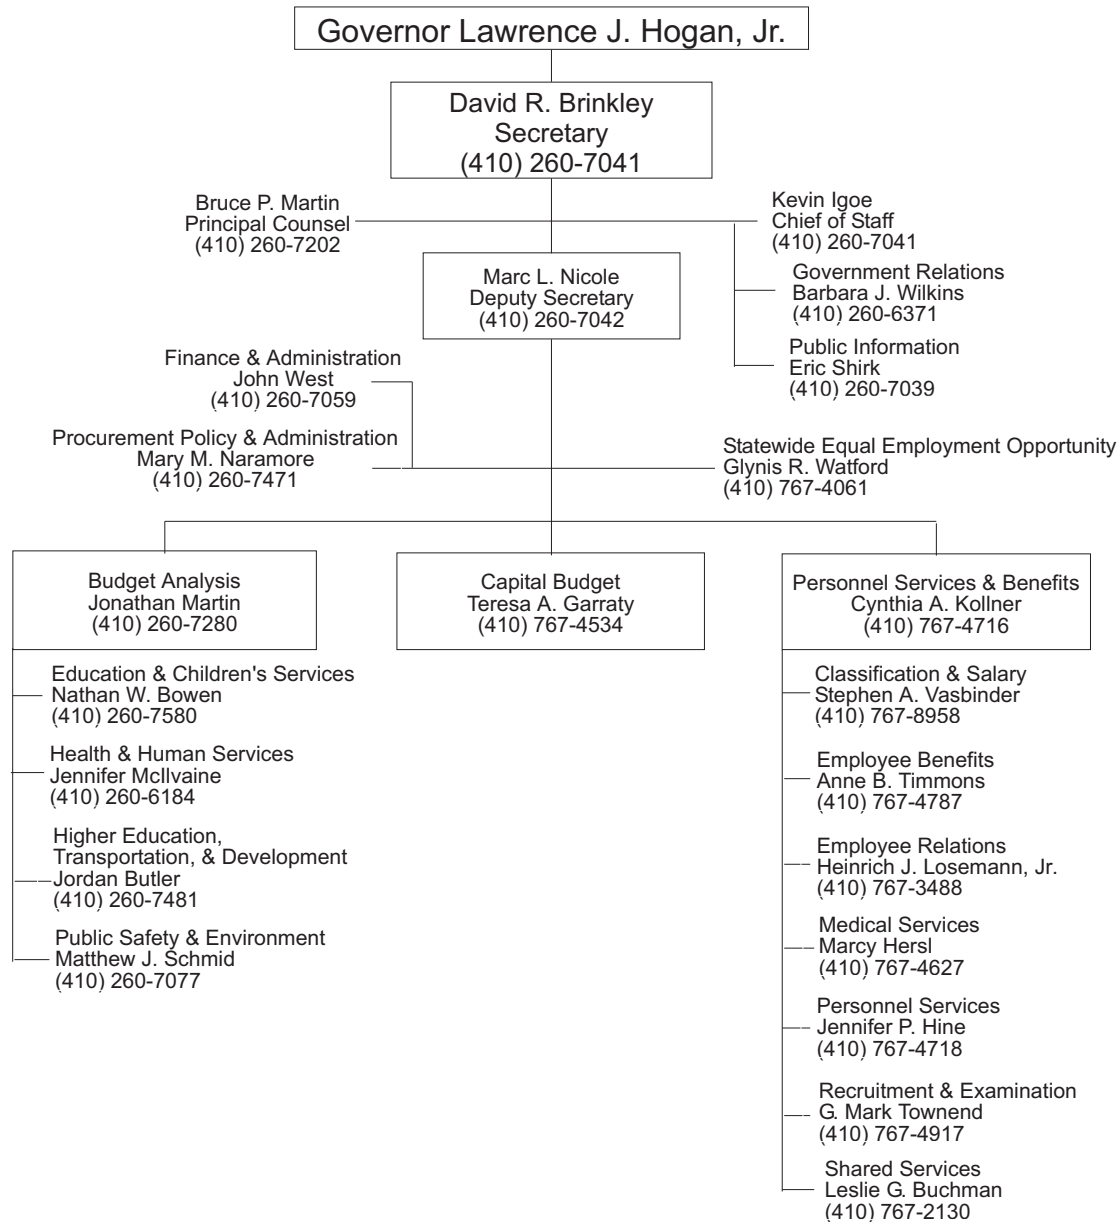 Governor Lawrence J. Hogan, Jr.
David R. Brinkley
Secretary
(410) 260-7041
Bruce P. Martin
Principal Counsel
(410) 260-7202
Kevin Igoe
Chief of Staff
(410) 260-7041
Government Relations
Barbara J. Wilkins
(410) 260-6371
Public Information
Eric Shirk
(410) 260-7039
Marc L. Nicole
Deputy Secretary
(410) 260-7042
Finance & Administration
John West
(410) 260-7059
Procurement Policy & Administration
Mary M. Naramore
(410) 260-7471
Statewide Equal Employment Opportunity
Glynis R. Watford
(410) 767-4061
Budget Analysis
Jonathan Martin
(410) 260-7280
Education & Children's Services
Nathan W. Bowen
(410) 260-7580
Health & Human Services
Jennifer McIlvaine
(410) 260-6184
Higher Education,
Transportation, & Development
Jordan Butler
(410) 260-7481
Public Safety & Environment
Matthew J. Schmid
(410) 260-7077
Capital Budget
Teresa A. Garraty
(410) 767-4534
Personnel Services & Benefits
Cynthia A. Kollner
(410) 767-4716
Classification & Salary
Stephen A. Vasbinder
(410) 767-8958
Employee Benefits
Anne B. Timmons
(410) 767-4787
Employee Relations
Heinrich J. Losemann, Jr.
(410) 767-3488
Medical Services
Marcy Hersl
(410) 767-4627
Personnel Services
Jennifer P. Hine
(410) 767-4718
Recruitment & Examination
G. Mark Townend
(410) 767-4917
Shared Services
Leslie G. Buchman
(410) 767-2130